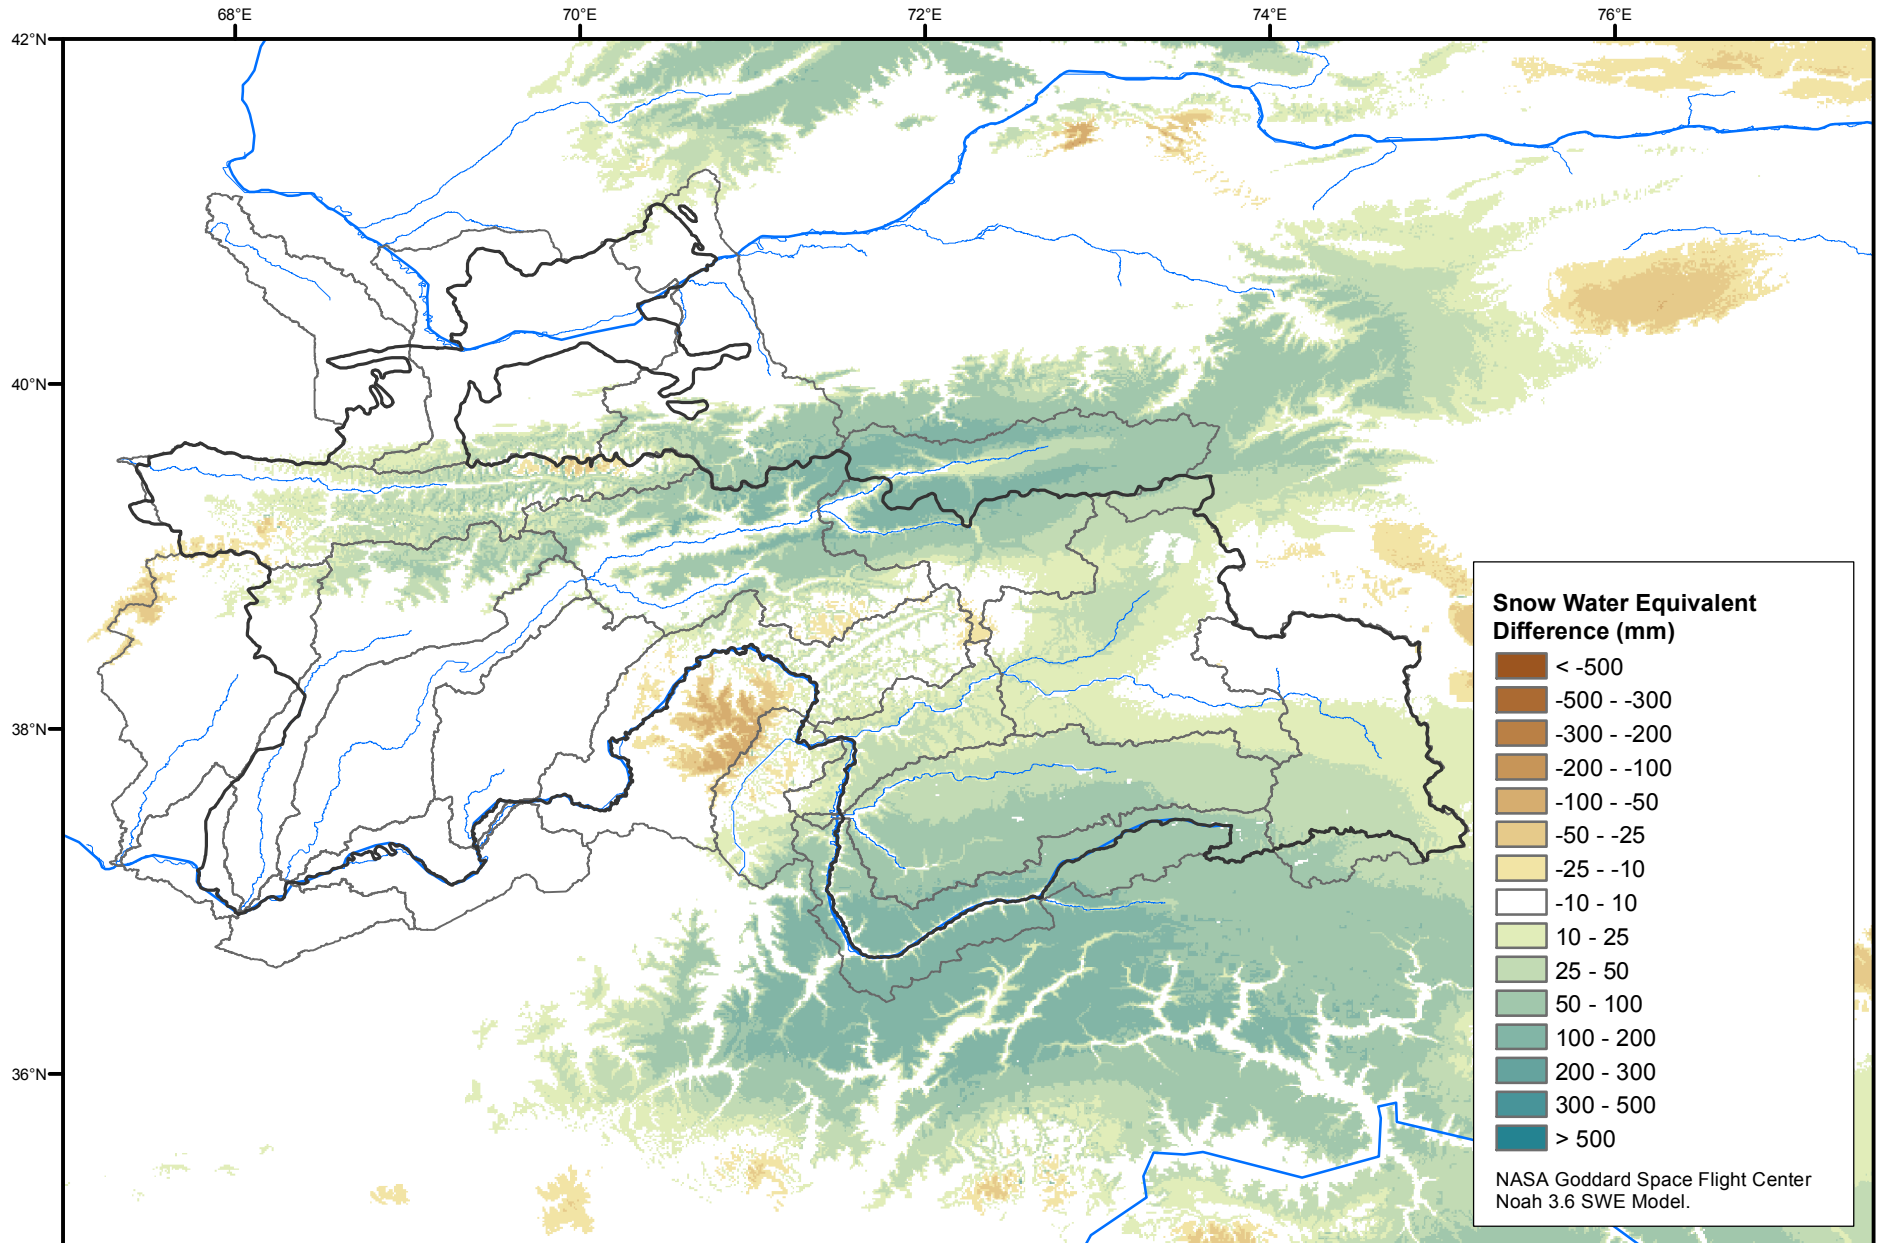 68°E 70°E 72°E 74°E 76°E
42°N
40°N
38°N
36°N
Snow Water Equivalent
Difference (mm)
< -500
-500 - -300
-300 - -200
-200 - -100
-100 - -50
-50 - -25
-25 - -10
-10 - 10
10 - 25
25 - 50
50 - 100
100 - 200
200 - 300
300 - 500
> 500
NASA Goddard Space Flight Center
Noah 3.6 SWE Model.